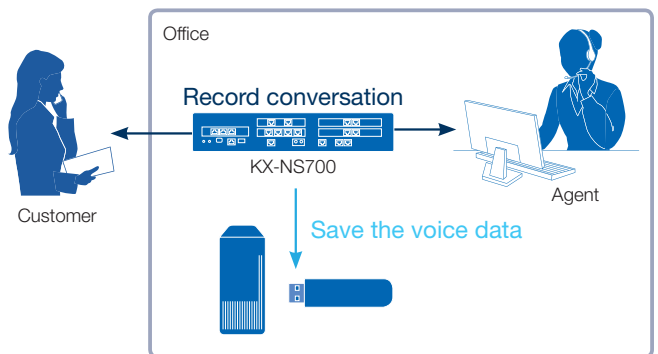 Office
Record conversation
KX-NS700
Customer
Agent
Save the voice data